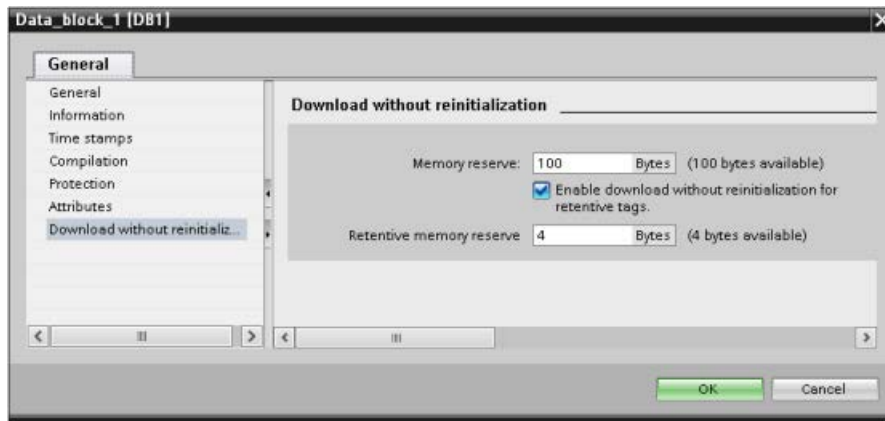 Data_block_1 [DB1]
General
General
Information
Time stamps
Compilation
Protection
Attributes
Download without reinitializ...
Download without reinitialization
Memory reserve: 100 Bytes (100 bytes available)
Enable download without reinitialization for
retentive tags.
Retentive memory reserve 4 Bytes (4 bytes available)
OK Cancel